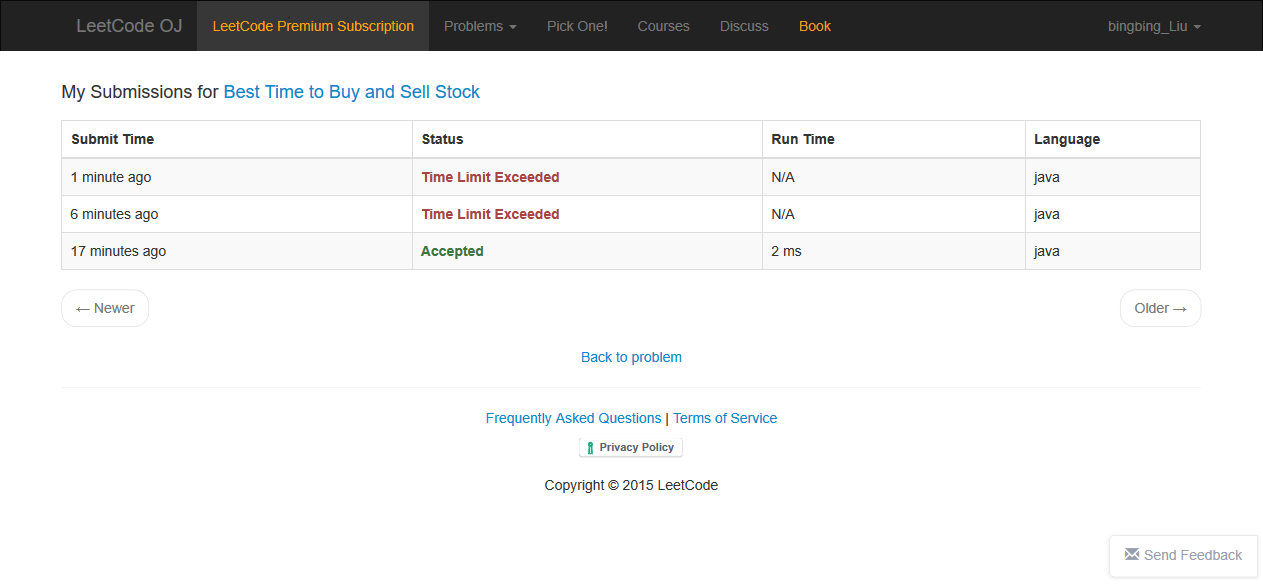 LeetCode OJ LeetCode Premium Subscription Problems Pick One! Courses Discuss Book bingbing_Liu
My Submissions for Best Time to Buy and Sell Stock
Submit Time Status Run Time Language
1 minute ago Time Limit Exceeded N/A java
6 minutes ago Time Limit Exceeded N/A java
17 minutes ago Accepted 2 ms java
← Newer Older →
Back to problem
Frequently Asked Questions | Terms of Service
Privacy Policy
Copyright © 2015 LeetCode
Send Feedback